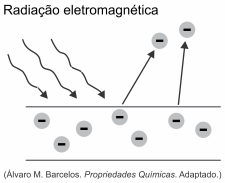 Radiação eletromagnética
(Álvaro M. Barcelos. Propriedades Químicas. Adaptado.)